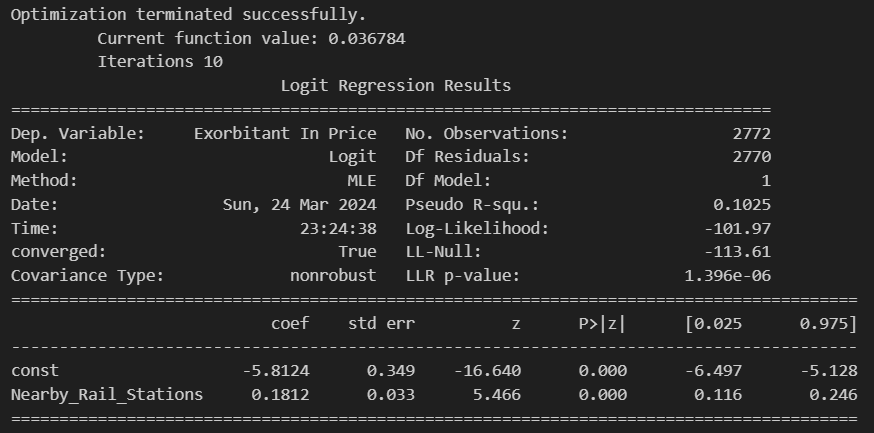 Optimization terminated successfully.
         Current function value: 0.036784
         Iterations 10
                           Logit Regression Results
==============================================================================
Dep. Variable:     Exorbitant In Price   No. Observations:                 2772
Model:                           Logit   Df Residuals:                     2770
Method:                            MLE   Df Model:                            1
Date:                 Sun, 24 Mar 2024   Pseudo R-squ.:                  0.1025
Time:                         23:24:38   Log-Likelihood:                -101.97
converged:                        True   LL-Null:                       -113.61
Covariance Type:             nonrobust   LLR p-value:                 1.396e-06
=======================================================================================
                           coef    std err          z      P>|z|      [0.025      0.975]
---------------------------------------------------------------------------------------
const                   -5.8124      0.349    -16.640      0.000      -6.497      -5.128
Nearby_Rail_Stations     0.1812      0.033      5.466      0.000       0.116       0.246
=======================================================================================